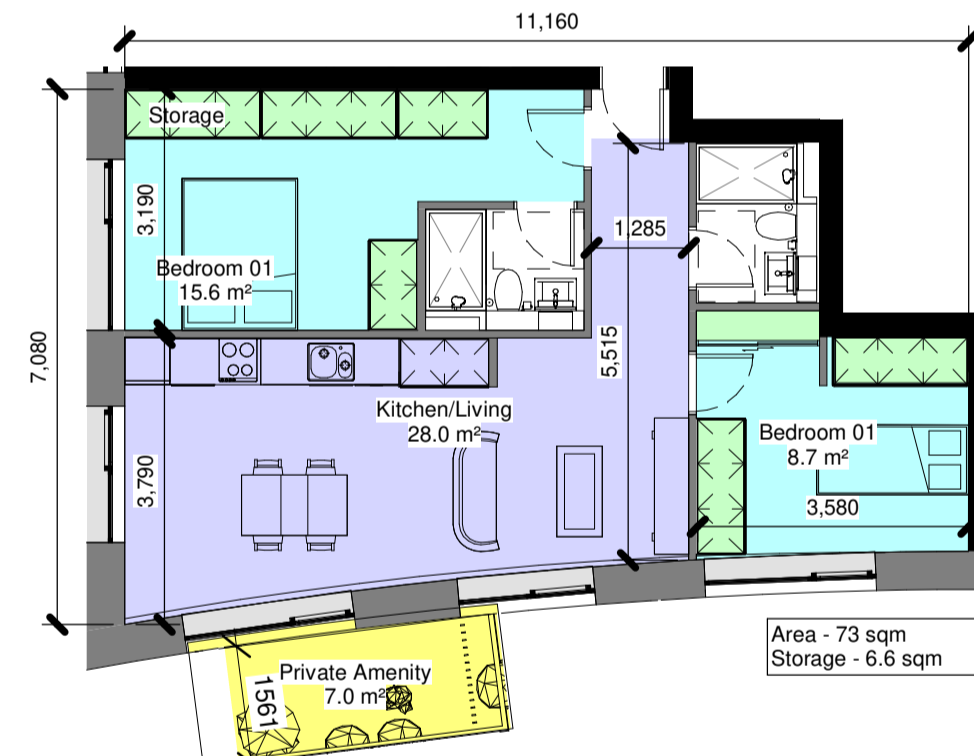 11,160
Storage
3,190
1,285
Bedroom 01
15.6 m²
7,080
5,515
Kitchen/Living
28.0 m²
Bedroom 01
8.7 m²
3,790
3,580
Area - 73 sqm
Storage - 6.6 sqm
Private Amenity
7.0 m²
1561